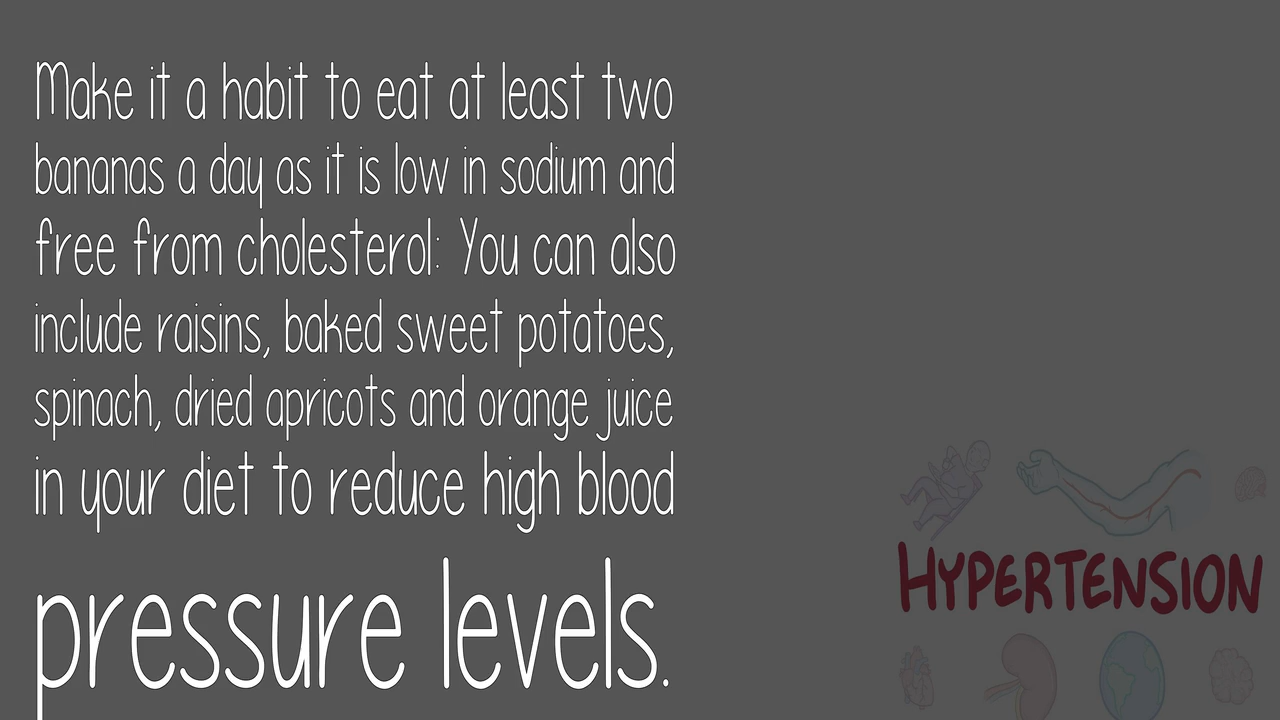 Make it a habit to eat at least two
bananas a day as it is low in sodium and
free from cholesterol: You can also
include raisins, baked sweet potatoes,
spinach, dried apricots and orange juice
in your diet to reduce high blood
pressure levels.
HYPERTENSION